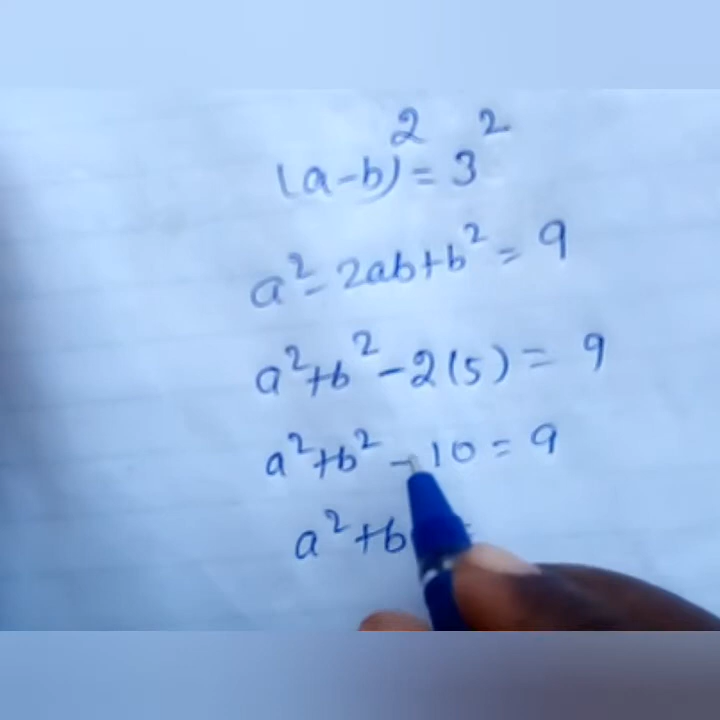 (a-b)² = 3²
a² - 2ab + b² = 9
a² + b² - 2(5) = 9
a² + b² - 10 = 9
a² + b =